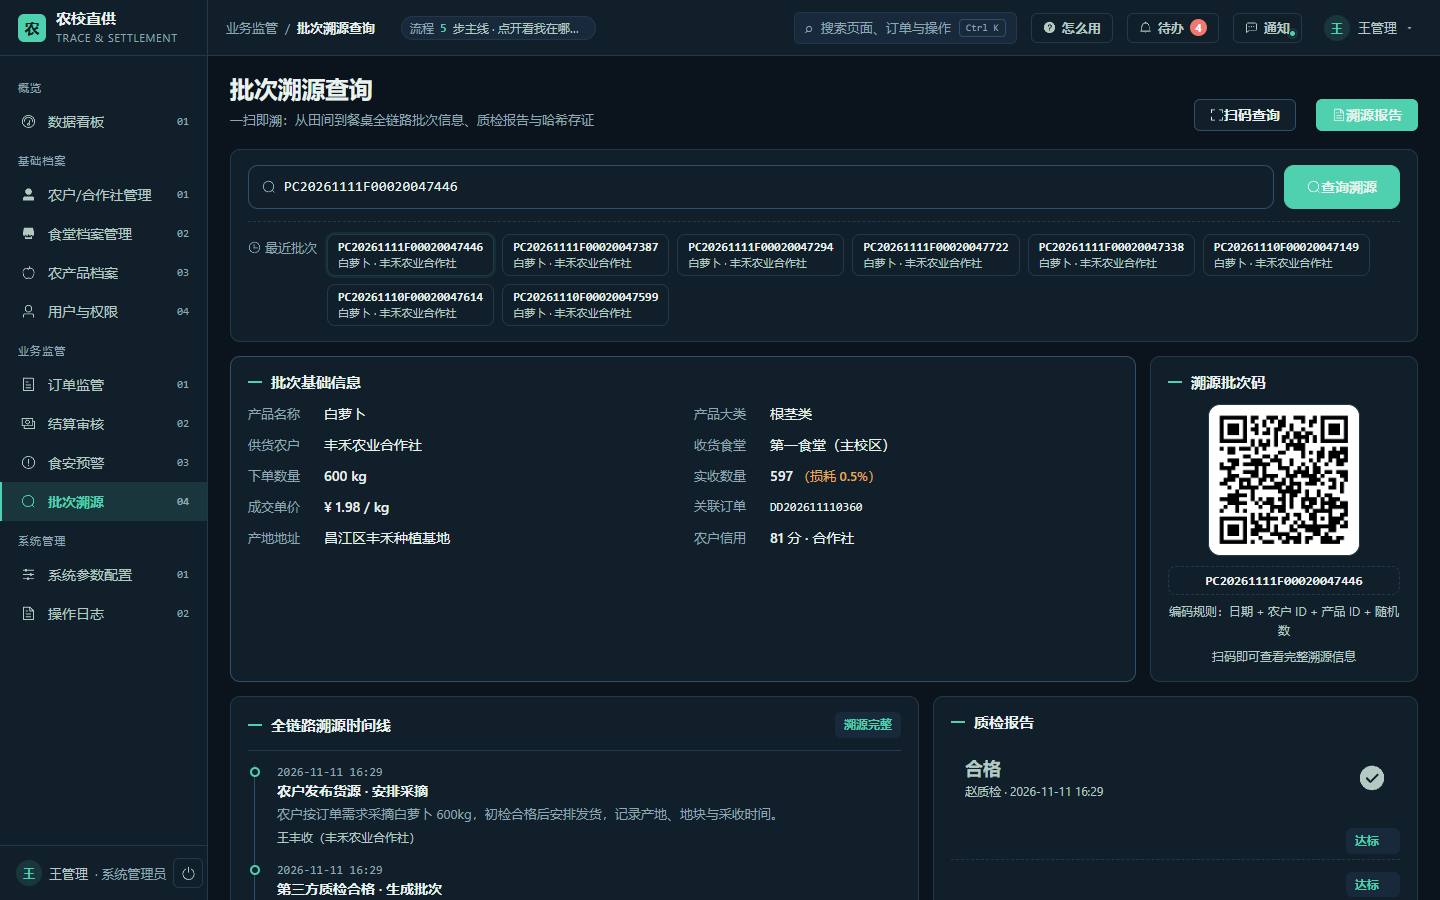 农
农校直供
TRACE & SETTLEMENT
业务监管 / 批次溯源查询
流程 5 步主线 · 点开看我在哪...
搜索页面、订单与操作 Ctrl K
怎么用
待办 4
通知
王 王管理
概览
数据看板 01
基础档案
农户/合作社管理 01
食堂档案管理 02
农产品档案 03
用户与权限 04
业务监管
订单监管 01
结算审核 02
食安预警 03
批次溯源 04
系统管理
系统参数配置 01
操作日志 02
王 王管理 · 系统管理员
批次溯源查询
一扫即溯：从田间到餐桌全链路批次信息、质检报告与哈希存证
扫码查询
溯源报告
PC20261111F00020047446
查询溯源
最近批次
PC20261111F00020047446
白萝卜 · 丰禾农业合作社
PC20261111F00020047387
白萝卜 · 丰禾农业合作社
PC20261111F00020047294
白萝卜 · 丰禾农业合作社
PC20261111F00020047722
白萝卜 · 丰禾农业合作社
PC20261111F00020047338
白萝卜 · 丰禾农业合作社
PC20261110F00020047149
白萝卜 · 丰禾农业合作社
PC20261110F00020047614
白萝卜 · 丰禾农业合作社
PC20261110F00020047599
白萝卜 · 丰禾农业合作社
批次基础信息
产品名称 白萝卜
产品大类 根茎类
供货农户 丰禾农业合作社
收货食堂 第一食堂（主校区）
下单数量 600 kg
实收数量 597 （损耗 0.5%）
成交单价 ¥ 1.98 / kg
关联订单 DD202611110360
产地地址 昌江区丰禾种植基地
农户信用 81 分 · 合作社
溯源批次码
PC20261111F00020047446
编码规则：日期 + 农户 ID + 产品 ID + 随机
数
扫码即可查看完整溯源信息
全链路溯源时间线
溯源完整
2026-11-11 16:29
农户发布货源 · 安排采摘
农户按订单需求采摘白萝卜 600kg，初检合格后安排发货，记录产地、地块与采收时间。
王丰收（丰禾农业合作社）
2026-11-11 16:29
第三方质检合格 · 生成批次
质检报告
合格
赵质检 · 2026-11-11 16:29
达标
达标